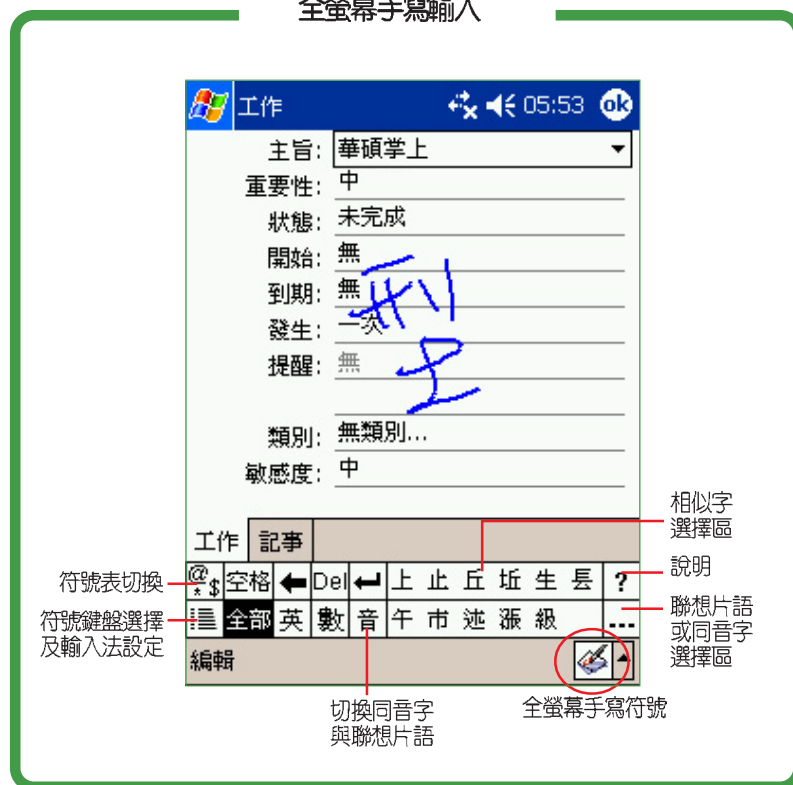 全螢幕手寫輸入
工作 05:53 ok
主旨: 華碩掌上
重要性: 中
狀態: 未完成
開始: 無
到期: 無
發生: 一次
提醒: 無
類別: 無類別...
敏感度: 中
工作 記事
相似字
選擇區
符號表切換
@ * $ 空格 Del 上 止 丘 坵 生 長 ?
說明
符號鍵盤選擇
及輸入法設定
全部 英 數 音 午 市 漲 級 ...
聯想片語
或同音字
選擇區
編輯
切換同音字
與聯想片語
全螢幕手寫符號